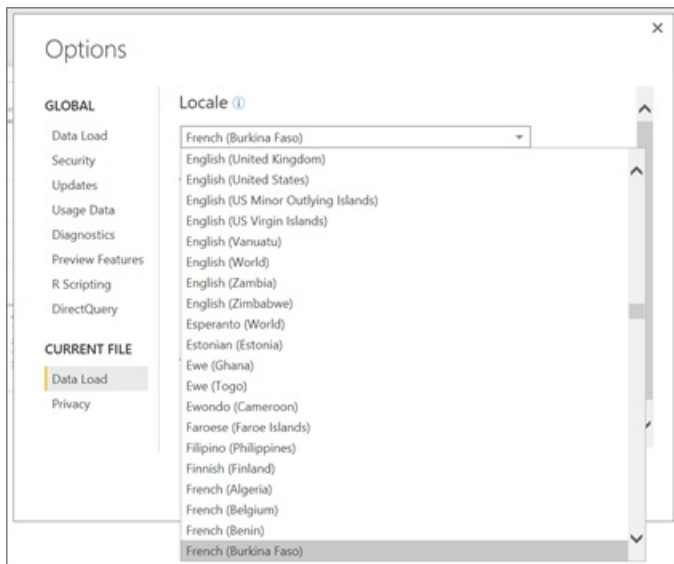 Options
GLOBAL
Data Load
Security
Updates
Usage Data
Diagnostics
Preview Features
R Scripting
DirectQuery
CURRENT FILE
Data Load
Privacy
Locale
French (Burkina Faso)
English (United Kingdom)
English (United States)
English (US Minor Outlying Islands)
English (US Virgin Islands)
English (Vanuatu)
English (World)
English (Zambia)
English (Zimbabwe)
Esperanto (World)
Estonian (Estonia)
Ewe (Ghana)
Ewe (Togo)
Ewondo (Cameroon)
Faroese (Faroe Islands)
Filipino (Philippines)
Finnish (Finland)
French (Algeria)
French (Belgium)
French (Benin)
French (Burkina Faso)